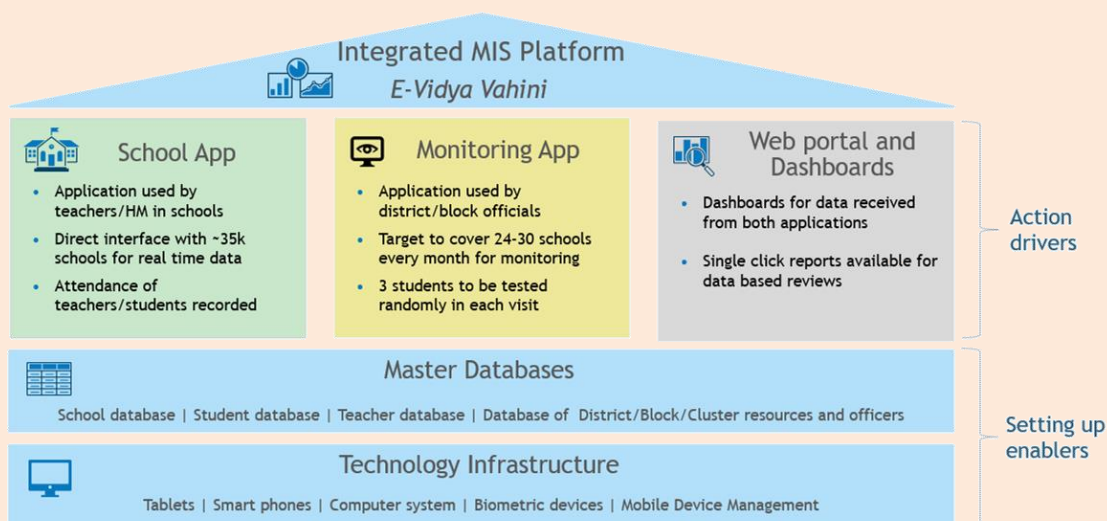 Integrated MIS Platform
E-Vidya Vahini
School App
• Application used by
teachers/HM in schools
• Direct interface with ~35k
schools for real time data
• Attendance of
teachers/students recorded
Monitoring App
• Application used by
district/block officials
• Target to cover 24-30 schools
every month for monitoring
• 3 students to be tested
randomly in each visit
Web portal and
Dashboards
• Dashboards for data received
from both applications
• Single click reports available for
data based reviews
Action
drivers
Master Databases
School database | Student database | Teacher database | Database of District/Block/Cluster resources and officers
Technology Infrastructure
Tablets | Smart phones | Computer system | Biometric devices | Mobile Device Management
Setting up
enablers